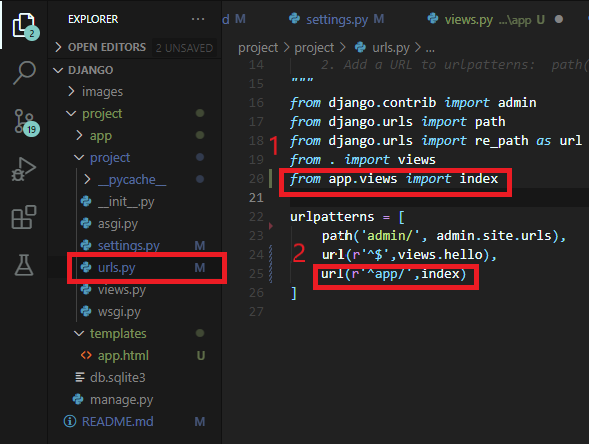 EXPLORER ...
OPEN EDITORS 2 UNSAVED
DJANGO
images
project
app
project
__pycache__
__init__.py
asgi.py
settings.py M
urls.py M
views.py
wsgi.py
templates
app.html U
db.sqlite3
manage.py
README.md M
2
19
d M settings.py M views.py ...\app U
project > project > urls.py > ...
14 2. Add a URL to urlpatterns: path(
15 """
16 from django.contrib import admin
17 from django.urls import path
1
18 from django.urls import re_path as url
19 from . import views
20 from app.views import index
21
22 urlpatterns = [
23 path('admin/', admin.site.urls),
2
24 url(r'^$',views.hello),
25 url(r'^app/',index)
26 ]